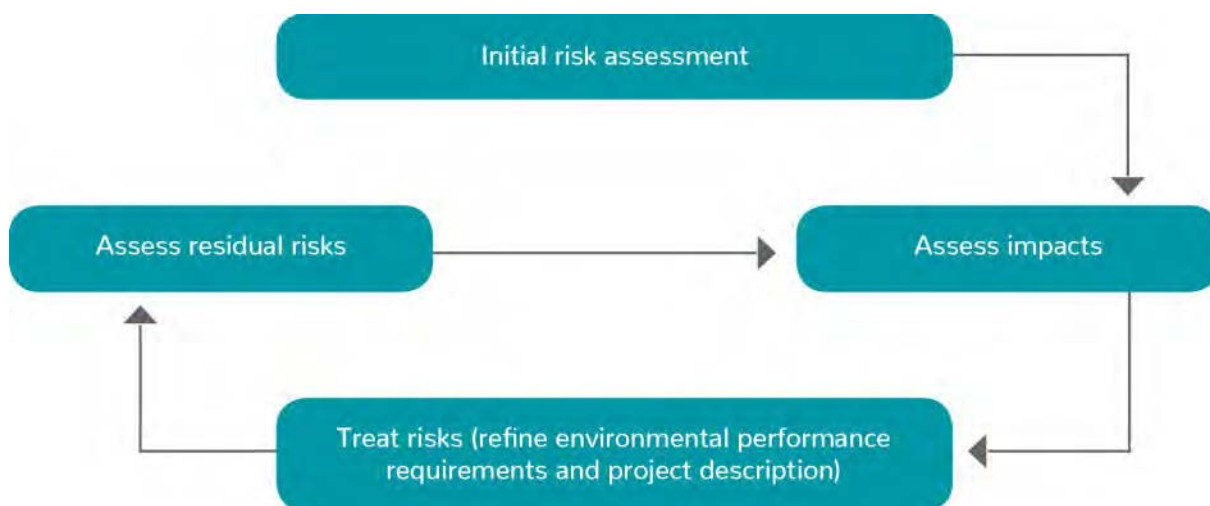 Initial risk assessment
Assess residual risks
Assess impacts
Treat risks (refine environmental performance
requirements and project description)